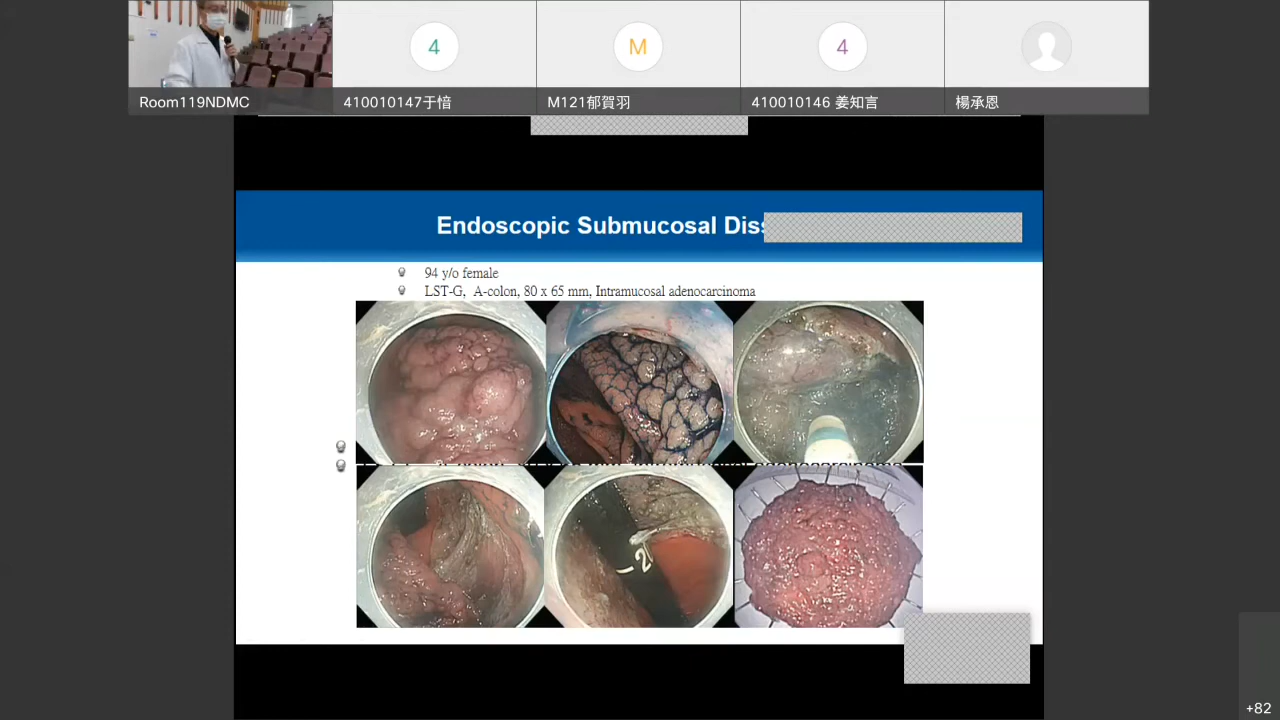 4
M
4
Room119NDMC
410010147于愔
M121郁賀羽
410010146 姜知言
楊承恩
Endoscopic Submucosal
94 y/o female
LST-G, A-colon, 80 x 65 mm, Intramucosal adenocarcinoma
+82